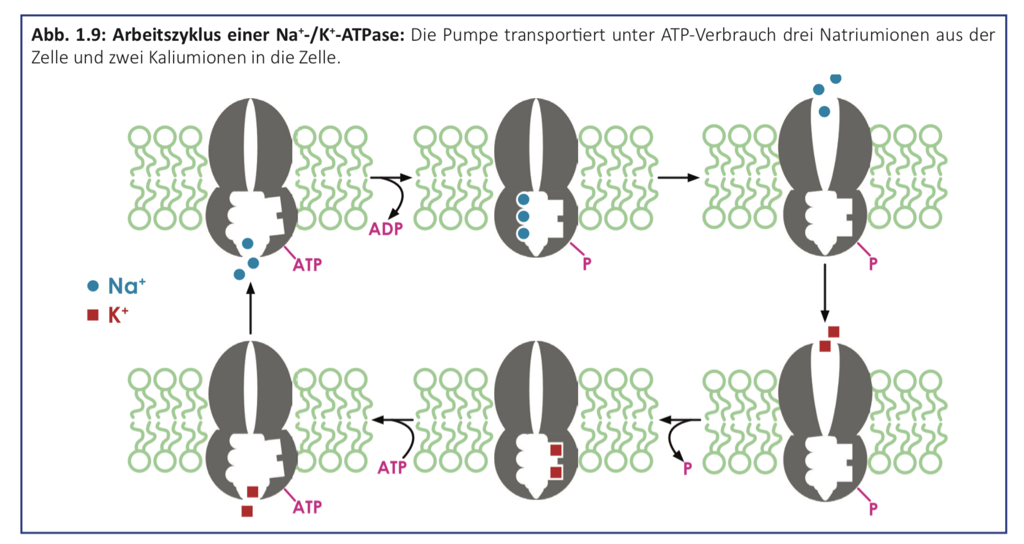 Abb. 1.9: Arbeitszyklus einer Na⁺-/K⁺-ATPase: Die Pumpe transportiert unter ATP-Verbrauch drei Natriumionen aus der
Zelle und zwei Kaliumionen in die Zelle.
ADP
ATP
P
P
Na⁺
K⁺
ATP
P
ATP
P